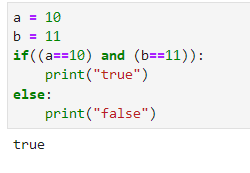 a = 10
b = 11
if((a==10) and (b==11)):
    print("true")
else:
    print("false")
true